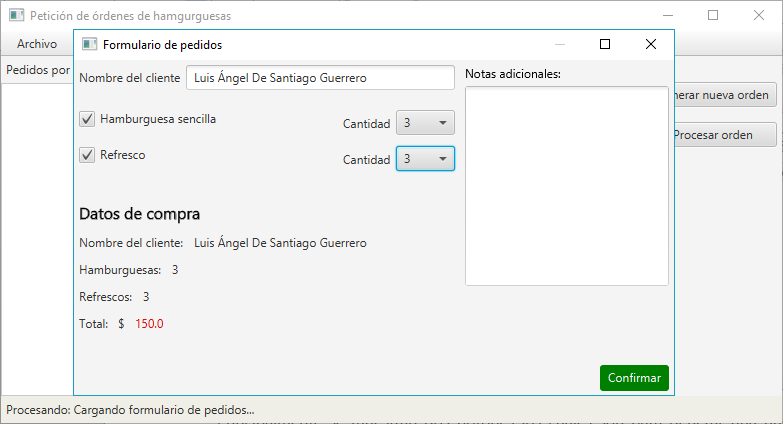 Petición de órdenes de hamgurguesas
Archivo
Formulario de pedidos
Pedidos por
Nombre del cliente Luis Ángel De Santiago Guerrero
Notas adicionales:
Hamburguesa sencilla Cantidad 3
nueva orden
Refresco Cantidad 3
Procesar orden
Datos de compra
Nombre del cliente: Luis Ángel De Santiago Guerrero
Hamburguesas: 3
Refrescos: 3
Total: $ 150.0
Confirmar
Procesando: Cargando formulario de pedidos...